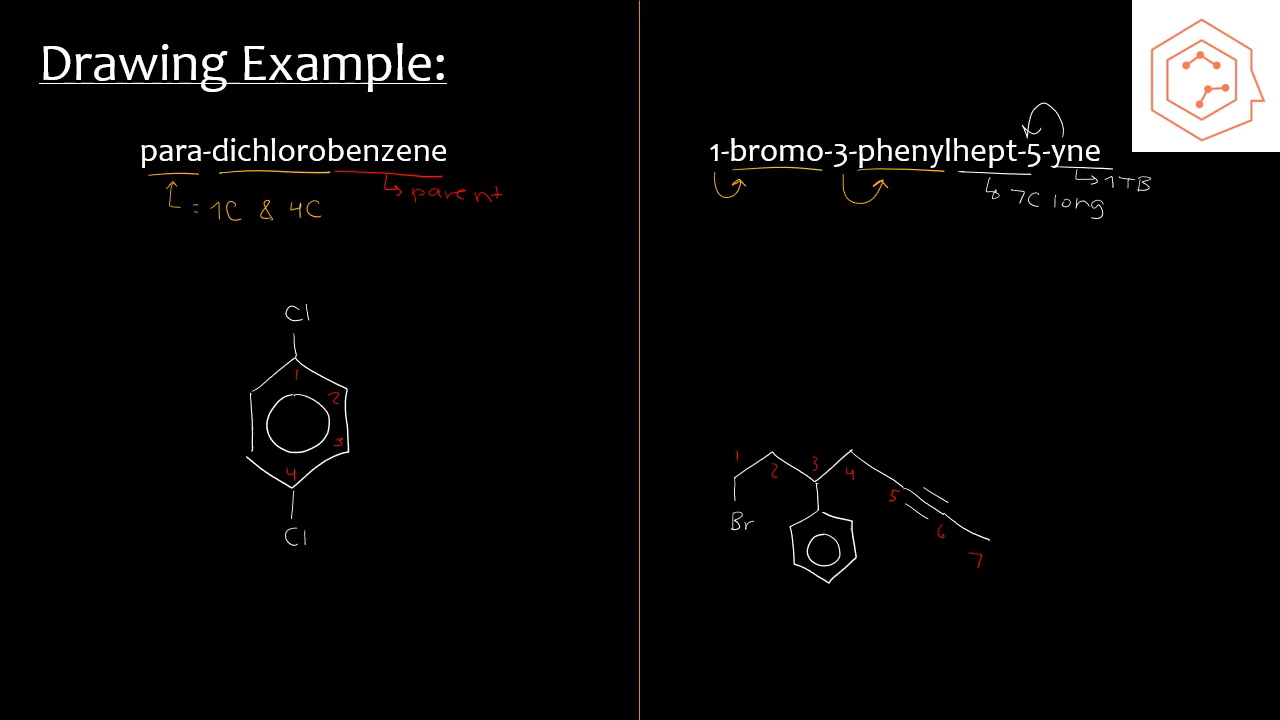 Drawing Example:
para-dichlorobenzene
parent
= 1C & 4C
Cl
1
2
3
4
Cl
1-bromo-3-phenylhept-5-yne
1TB
7C long
1
2
3
4
5
6
7
Br